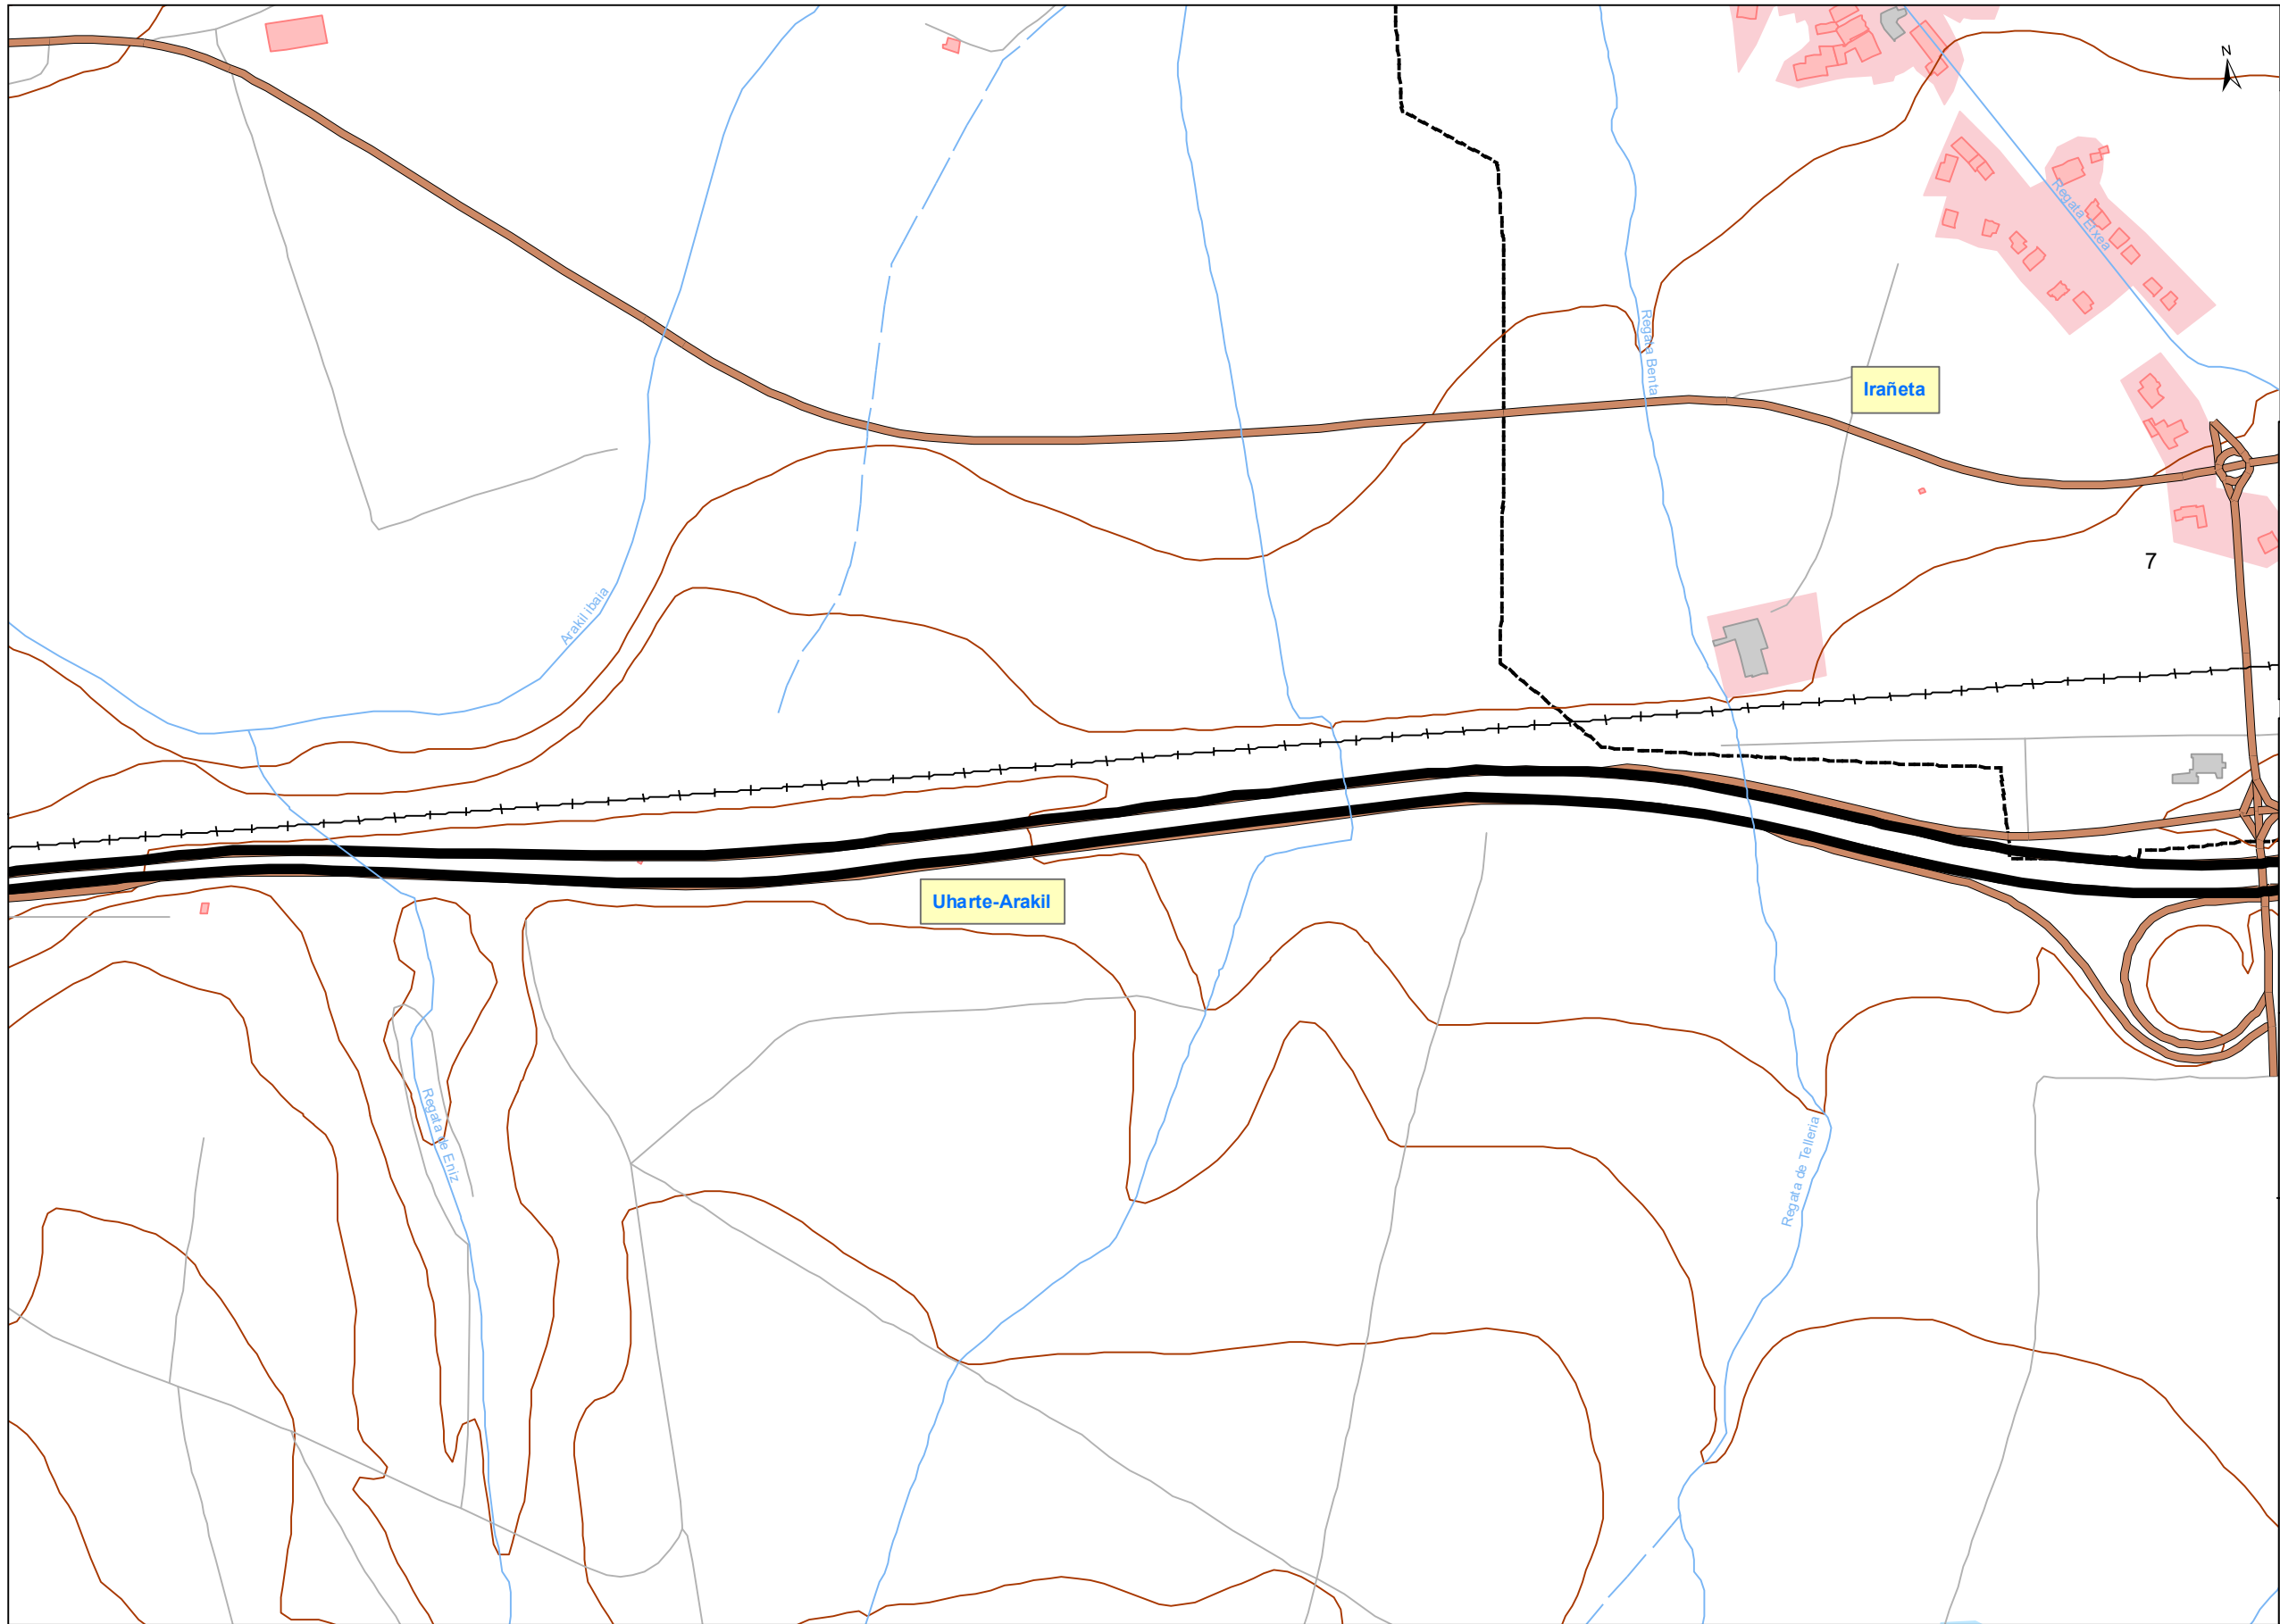 N
Regata Etxea
Regata Benta
Irañeta
7
Arakil ibaia
Uharte-Arakil
Regata de Eniz
Regata de Telleria